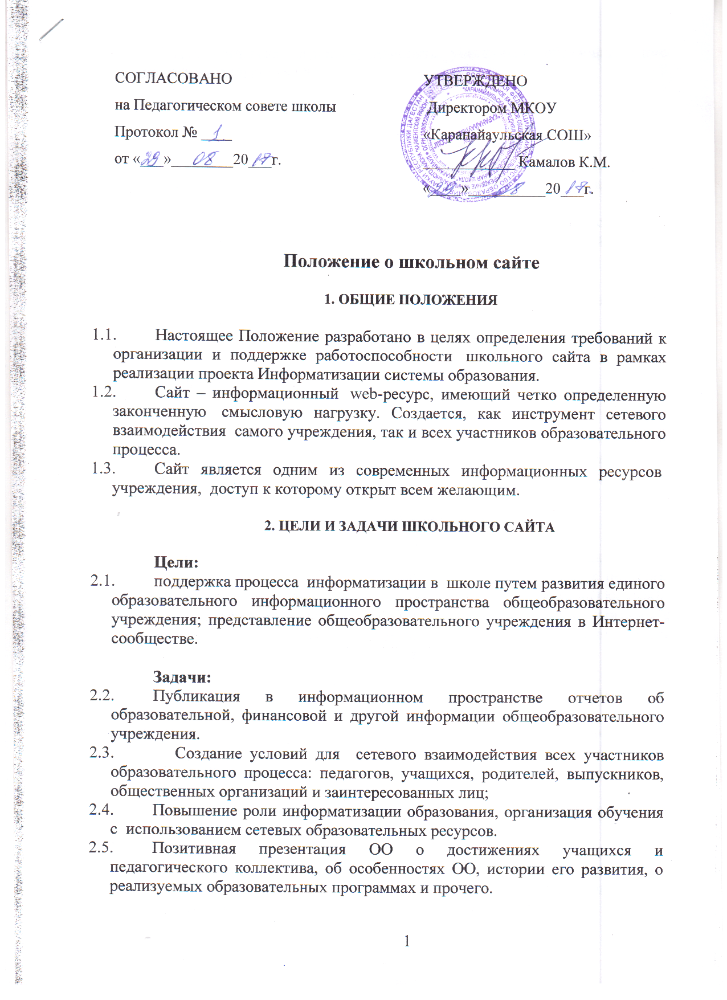 СОГЛАСОВАНО
на Педагогическом совете школы
Протокол № 1
от «29» 08 2017г.
УТВЕРЖДЕНО
Директором МКОУ
«Каранайаульская СОШ»
Камалов К.М.
«29» 8 2017г.
Положение о школьном сайте
1. ОБЩИЕ ПОЛОЖЕНИЯ
1.1. Настоящее Положение разработано в целях определения требований к
организации и поддержке работоспособности школьного сайта в рамках
реализации проекта Информатизации системы образования.
1.2. Сайт – информационный web-ресурс, имеющий четко определенную
законченную смысловую нагрузку. Создается, как инструмент сетевого
взаимодействия самого учреждения, так и всех участников образовательного
процесса.
1.3. Сайт является одним из современных информационных ресурсов
учреждения, доступ к которому открыт всем желающим.
2. ЦЕЛИ И ЗАДАЧИ ШКОЛЬНОГО САЙТА
Цели:
2.1. поддержка процесса информатизации в школе путем развития единого
образовательного информационного пространства общеобразовательного
учреждения; представление общеобразовательного учреждения в Интернет-
сообществе.
Задачи:
2.2. Публикация в информационном пространстве отчетов об
образовательной, финансовой и другой информации общеобразовательного
учреждения.
2.3. Создание условий для сетевого взаимодействия всех участников
образовательного процесса: педагогов, учащихся, родителей, выпускников,
общественных организаций и заинтересованных лиц;
2.4. Повышение роли информатизации образования, организация обучения
с использованием сетевых образовательных ресурсов.
2.5. Позитивная презентация ОО о достижениях учащихся и
педагогического коллектива, об особенностях ОО, истории его развития, о
реализуемых образовательных программах и прочего.
1